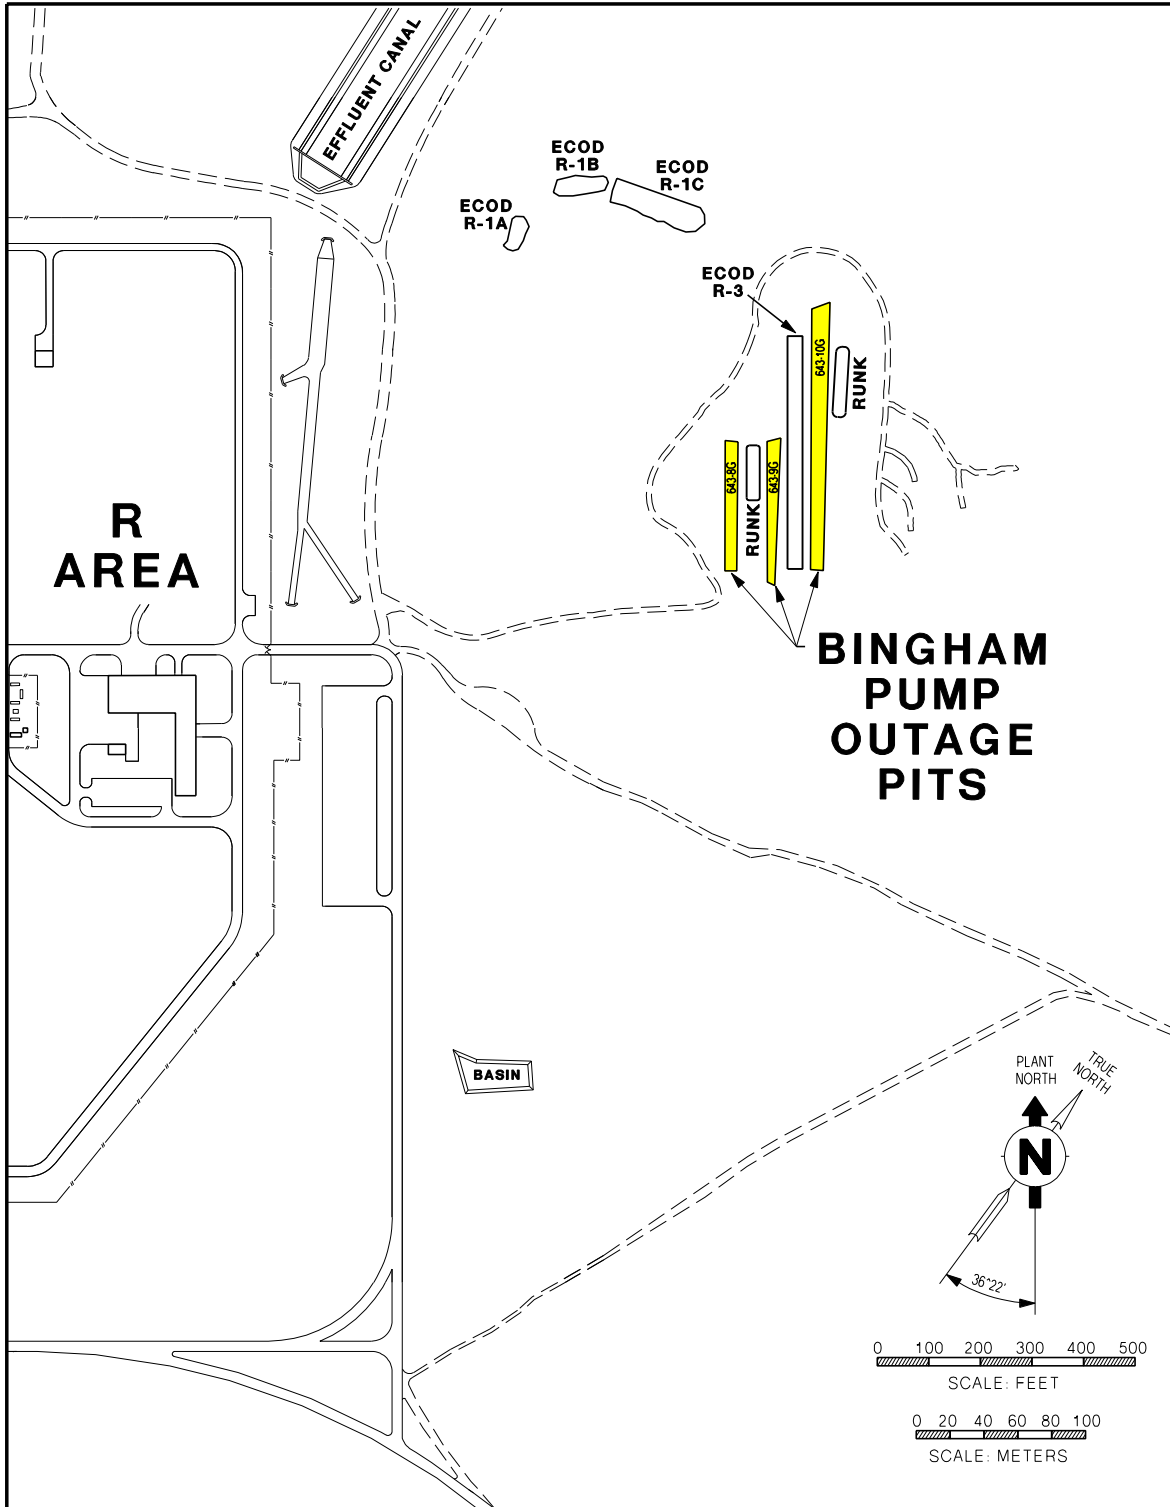 EFFLUENT CANAL
ECOD
R-1B
ECOD
R-1C
ECOD
R-1A
ECOD
R-3
643-10G
RUNK
643-8G
643-9G
RUNK
R
AREA
BINGHAM
PUMP
OUTAGE
PITS
BASIN
PLANT
NORTH
TRUE
NORTH
N
36°22'
0 100 200 300 400 500
SCALE: FEET
0 20 40 60 80 100
SCALE: METERS